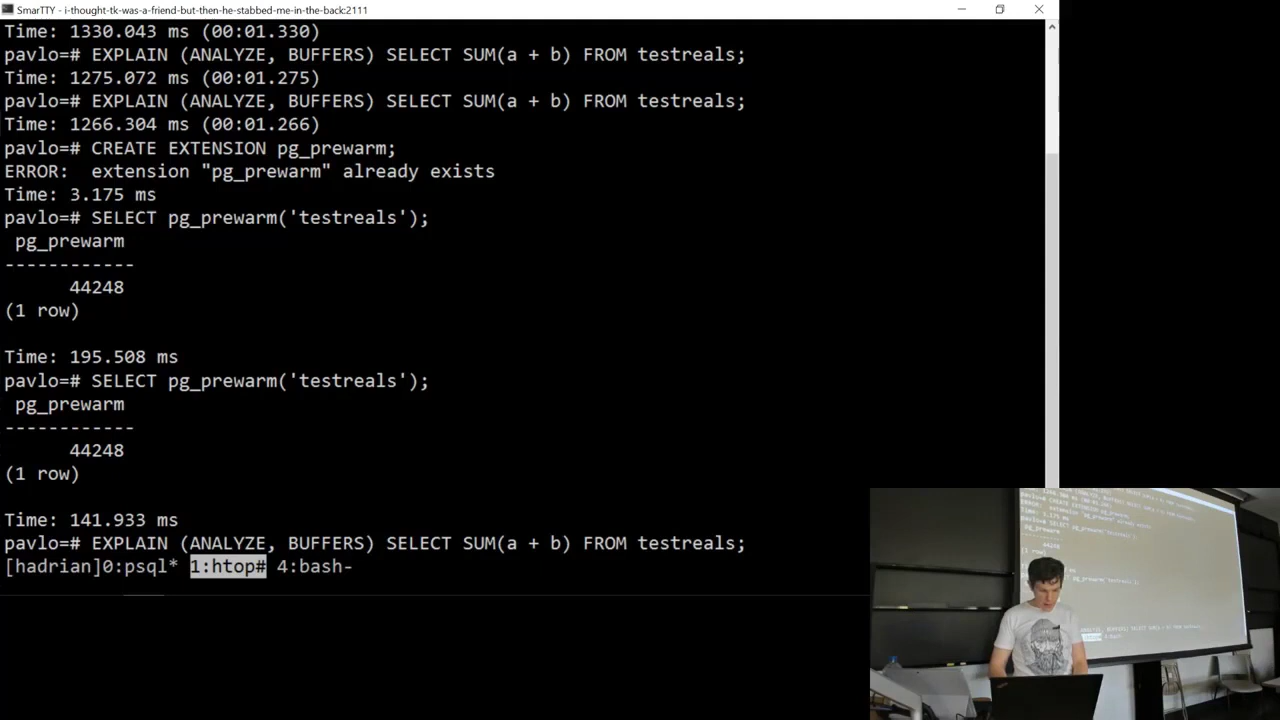 SmarTTY - i-thought-tk-was-a-friend-but-then-he-stabbed-me-in-the-back:2111
Time: 1330.043 ms (00:01.330)
pavlo=# EXPLAIN (ANALYZE, BUFFERS) SELECT SUM(a + b) FROM testreals;
Time: 1275.072 ms (00:01.275)
pavlo=# EXPLAIN (ANALYZE, BUFFERS) SELECT SUM(a + b) FROM testreals;
Time: 1266.304 ms (00:01.266)
pavlo=# CREATE EXTENSION pg_prewarm;
ERROR:  extension "pg_prewarm" already exists
Time: 3.175 ms
pavlo=# SELECT pg_prewarm('testreals');
pg_prewarm
------------
44248
(1 row)
Time: 195.508 ms
pavlo=# SELECT pg_prewarm('testreals');
pg_prewarm
------------
44248
(1 row)
Time: 141.933 ms
pavlo=# EXPLAIN (ANALYZE, BUFFERS) SELECT SUM(a + b) FROM testreals;
[hadrian]0:psql* 1:htop# 4:bash-